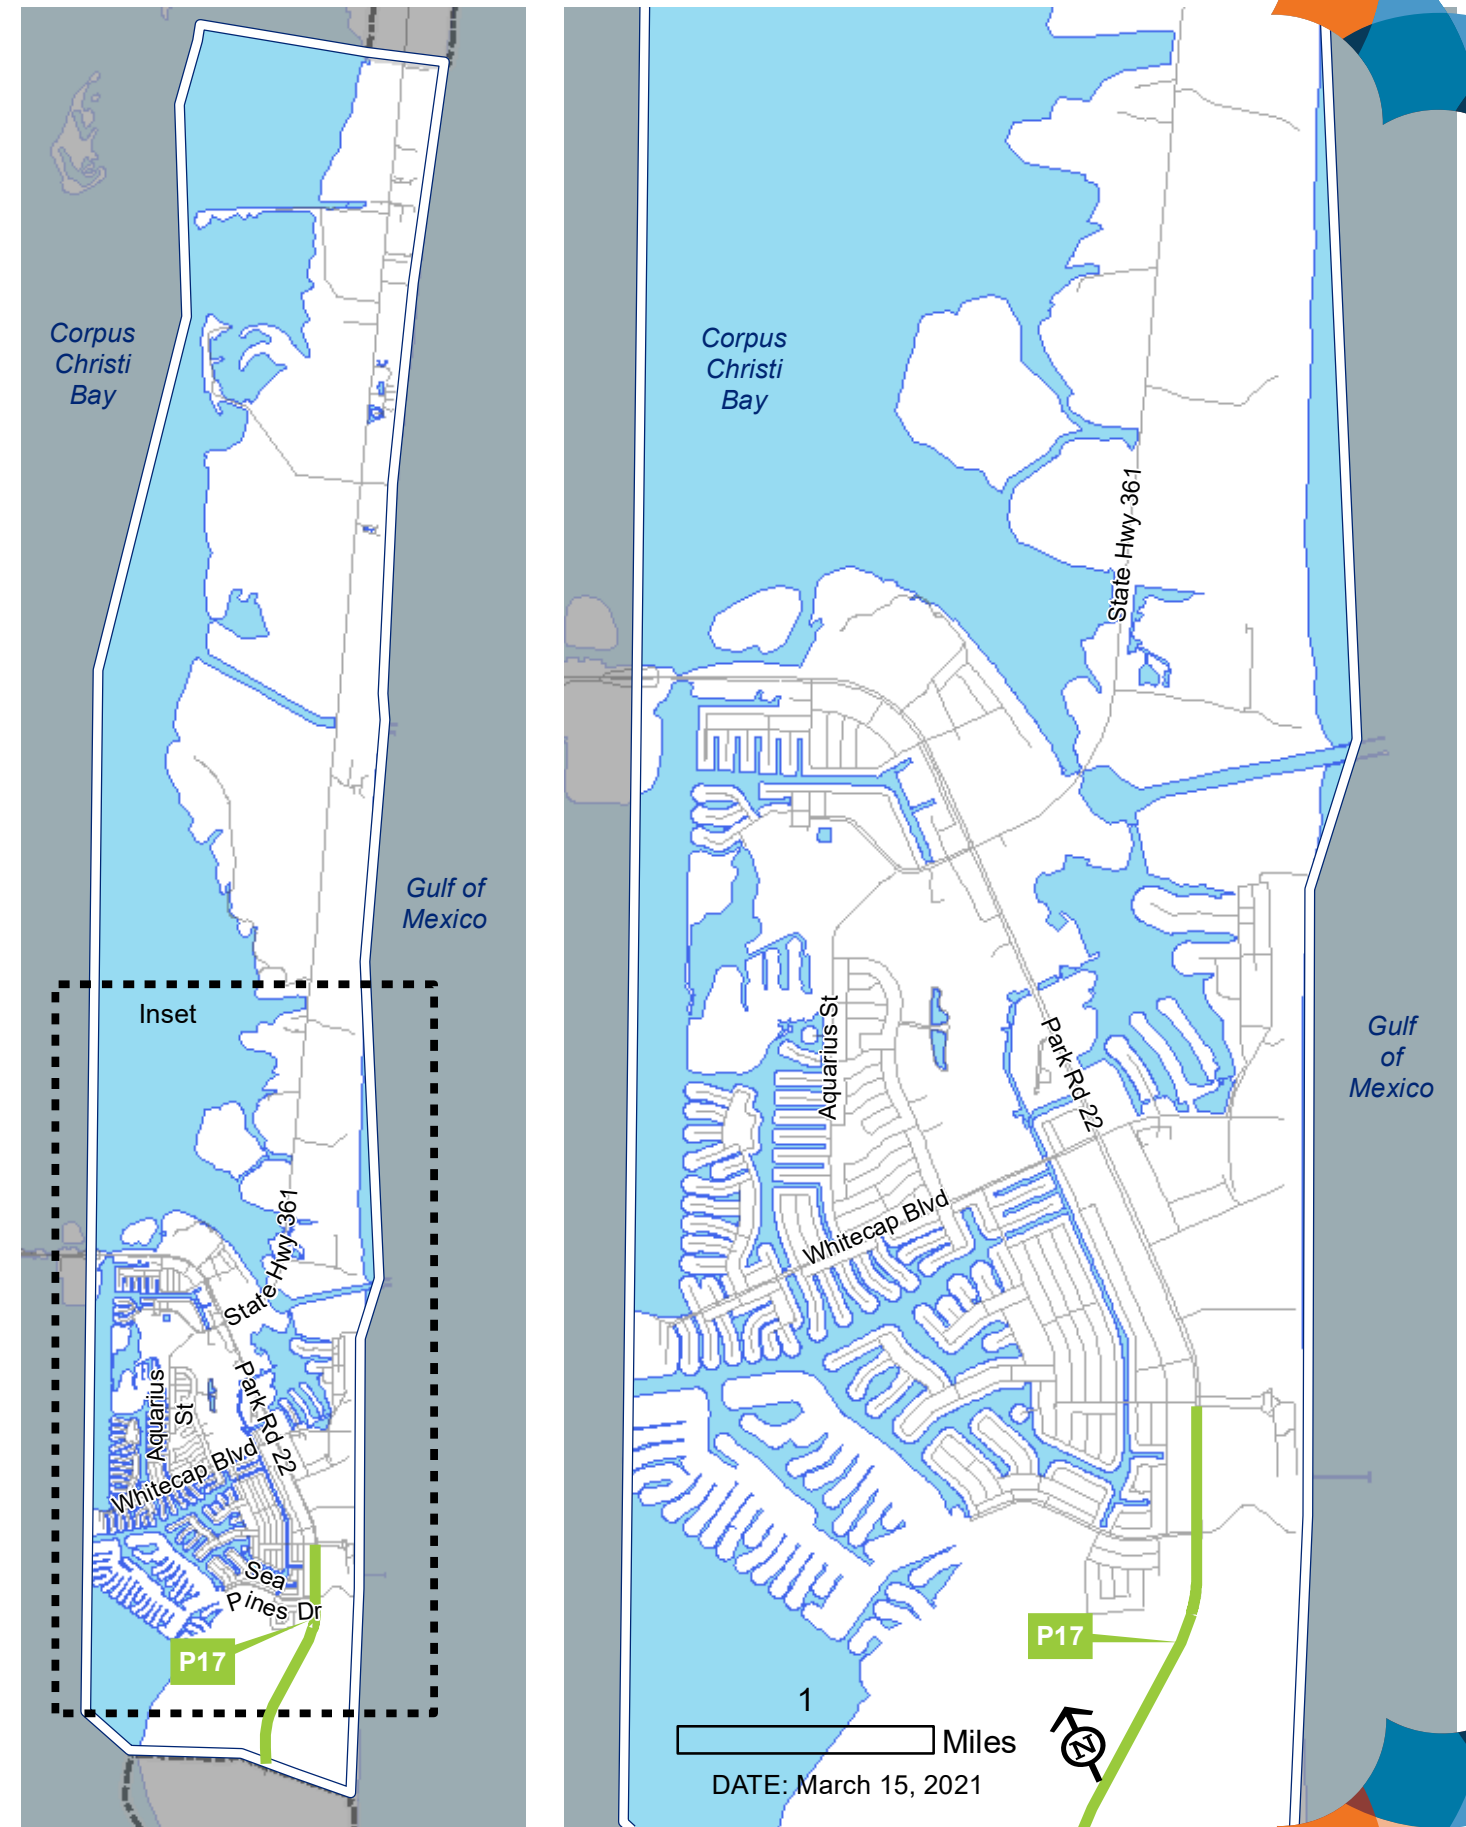 Corpus
Christi
Bay
Gulf of
Mexico
Inset
State Hwy 361
Park Rd 22
Aquarius
St
Whitecap Blvd
Sea
Pines Dr
P17
Corpus
Christi
Bay
State Hwy 361
Aquarius St
Park Rd 22
Whitecap Blvd
Gulf
of
Mexico
P17
1
Miles
N
DATE: March 15, 2021